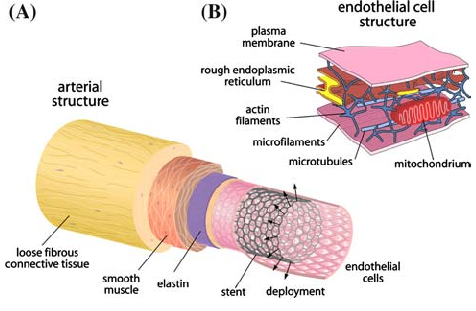 (A)
(B)
endothelial cell
structure
plasma
membrane
rough endoplasmic
reticulum
actin
filaments
microfilaments
microtubules
mitochondrium
arterial
structure
loose fibrous
connective tissue
smooth
muscle
elastin
stent
deployment
endothelial
cells